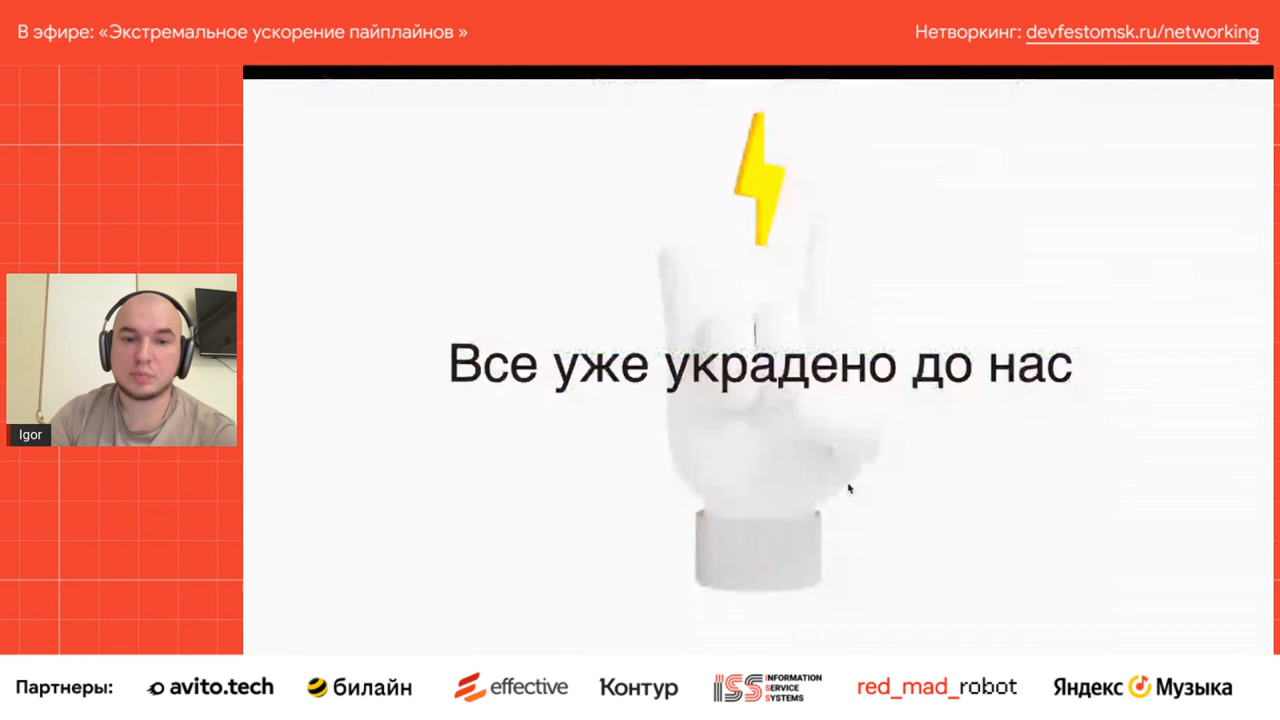 В эфире: «Экстремальное ускорение пайплайнов »
Нетворкинг: devfestomsk.ru/networking
Все уже украдено до нас
Igor
Партнеры:
avito.tech
билайн
effective
Контур
ISS INFORMATION
SERVICE
SYSTEMS
red_mad_robot
Яндекс Музыка